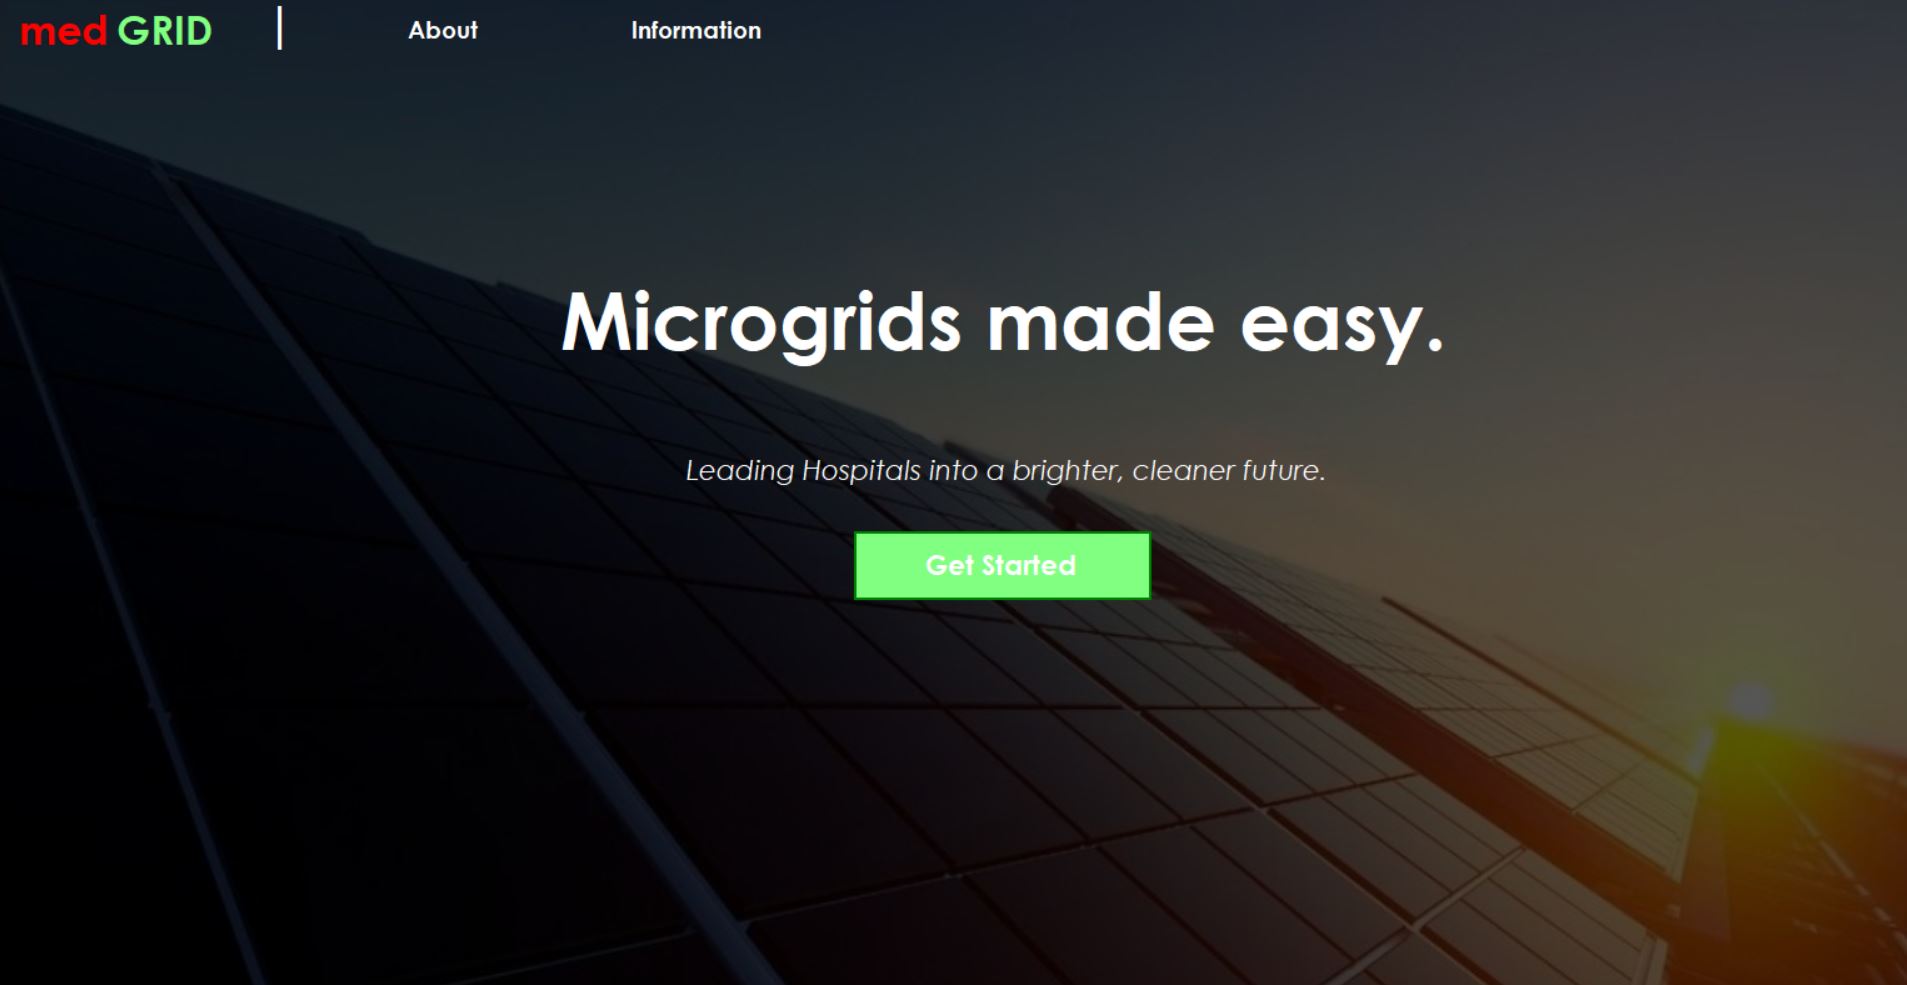 med GRID | About Information
Microgrids made easy.
Leading Hospitals into a brighter, cleaner future.
Get Started